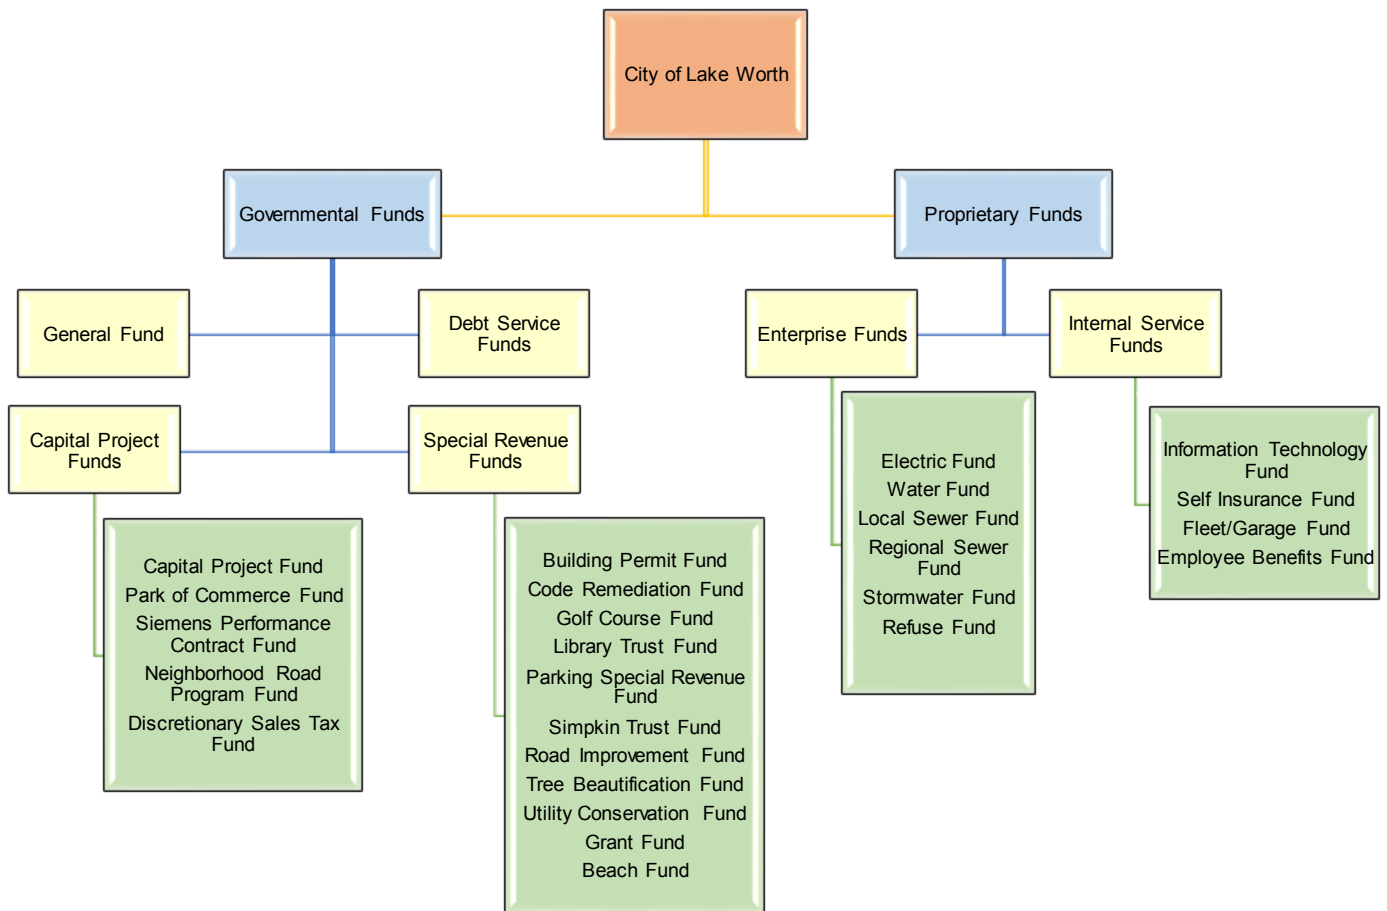 City of Lake Worth
Governmental Funds
Proprietary Funds
General Fund
Debt Service
Funds
Enterprise Funds
Internal Service
Funds
Capital Project
Funds
Special Revenue
Funds
Capital Project Fund
Park of Commerce Fund
Siemens Performance
Contract Fund
Neighborhood Road
Program Fund
Discretionary Sales Tax
Fund
Building Permit Fund
Code Remediation Fund
Golf Course Fund
Library Trust Fund
Parking Special Revenue
Fund
Simpkin Trust Fund
Road Improvement Fund
Tree Beautification Fund
Utility Conservation Fund
Grant Fund
Beach Fund
Electric Fund
Water Fund
Local Sewer Fund
Regional Sewer
Fund
Stormwater Fund
Refuse Fund
Information Technology
Fund
Self Insurance Fund
Fleet/Garage Fund
Employee Benefits Fund